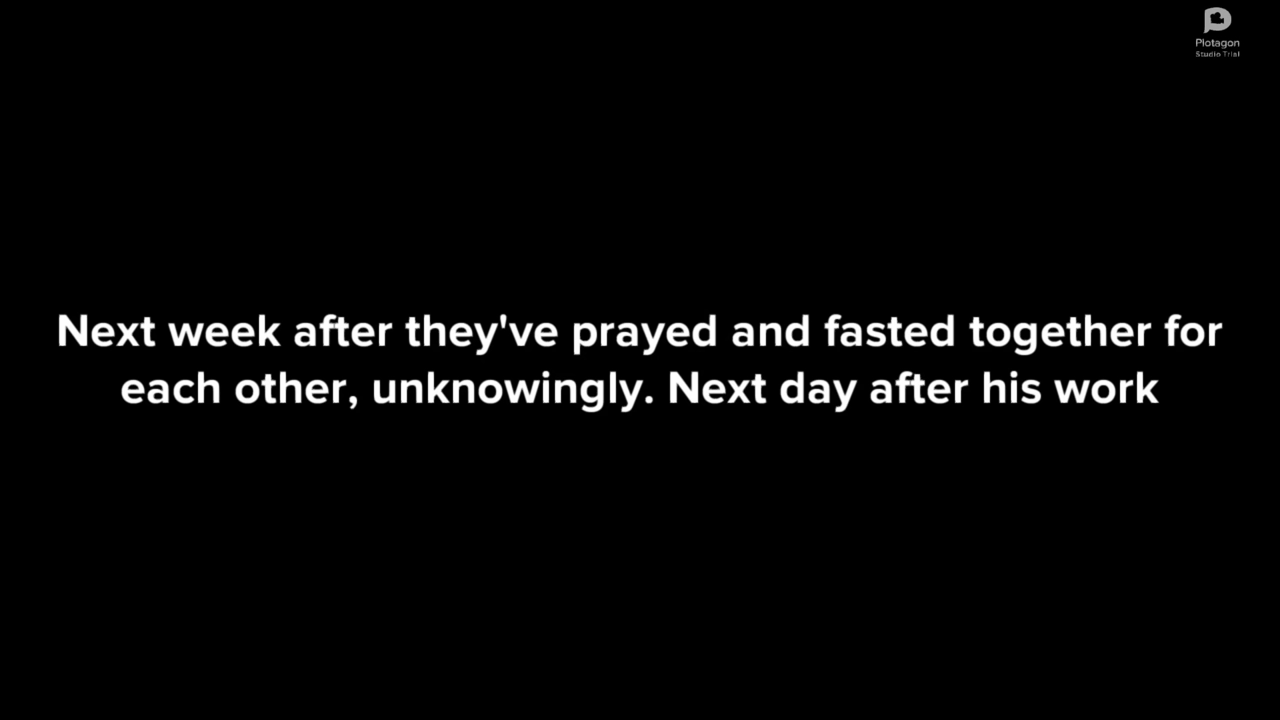 Plotagon
Studio Trial
Next week after they've prayed and fasted together for
each other, unknowingly. Next day after his work